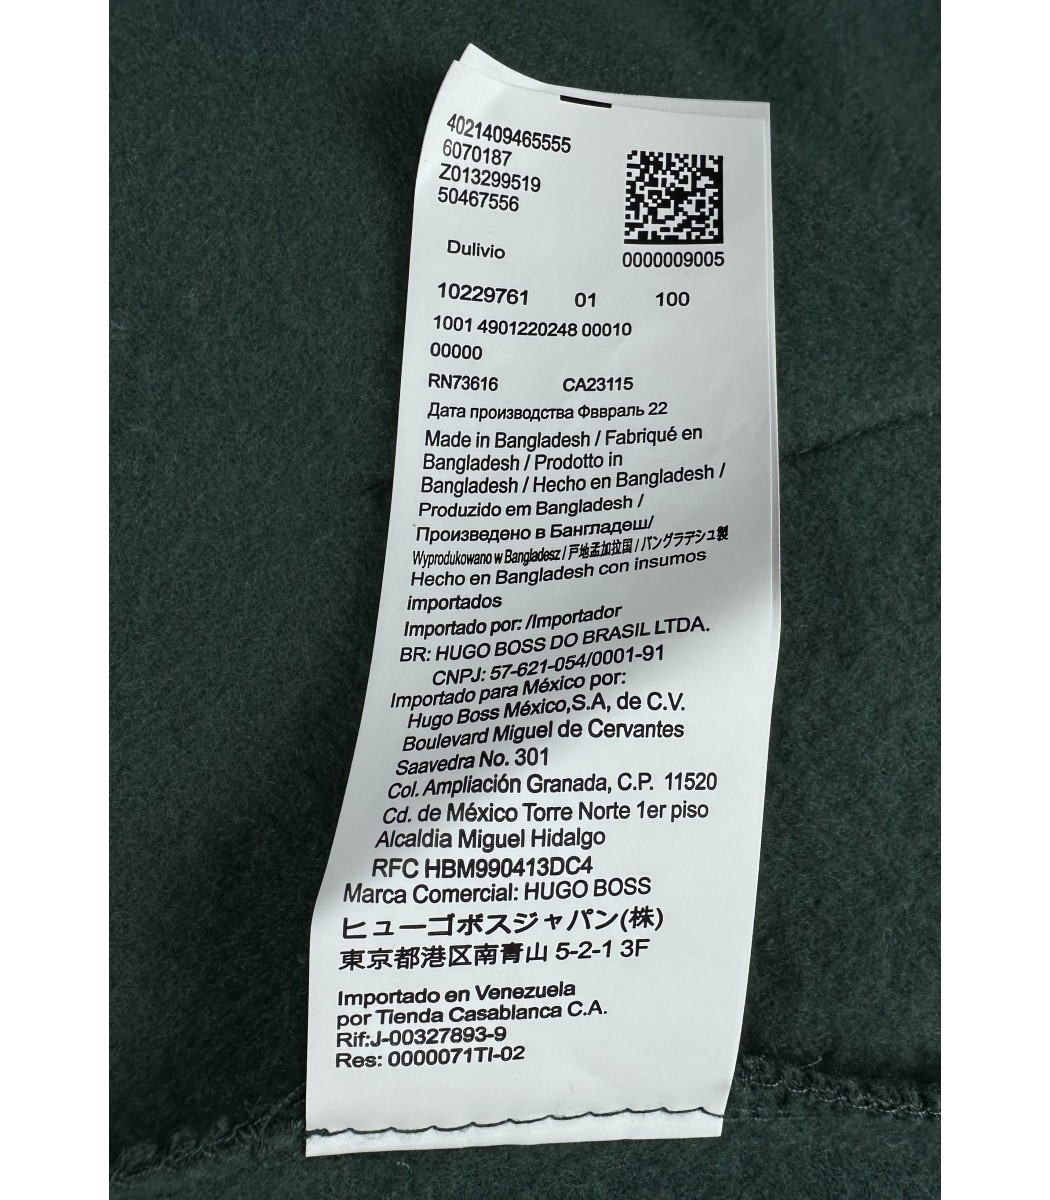 4021409465555
6070187
Z013299519
50467556
0000009005
Dulivio
10229761 01 100
1001 4901220248 00010
00000
RN73616 CA23115
Дата производства Фввраль 22
Made in Bangladesh / Fabriqué en
Bangladesh / Prodotto in
Bangladesh / Hecho en Bangladesh /
Produzido em Bangladesh /
Произведено в Бангладеш/
Wyprodukowano w Bangladesz / 戸地孟加拉国 / バングラデシュ製
Hecho en Bangladesh con insumos
importados
Importado por: /Importador
BR: HUGO BOSS DO BRASIL LTDA.
CNPJ: 57-621-054/0001-91
Importado para México por:
Hugo Boss México,S.A, de C.V.
Boulevard Miguel de Cervantes
Saavedra No. 301
Col. Ampliación Granada, C.P. 11520
Cd. de México Torre Norte 1er piso
Alcaldia Miguel Hidalgo
RFC HBM990413DC4
Marca Comercial: HUGO BOSS
ヒューゴボスジャパン(株)
東京都港区南青山 5-2-1 3F
Importado en Venezuela
por Tienda Casablanca C.A.
Rif:J-00327893-9
Res: 0000071TI-02